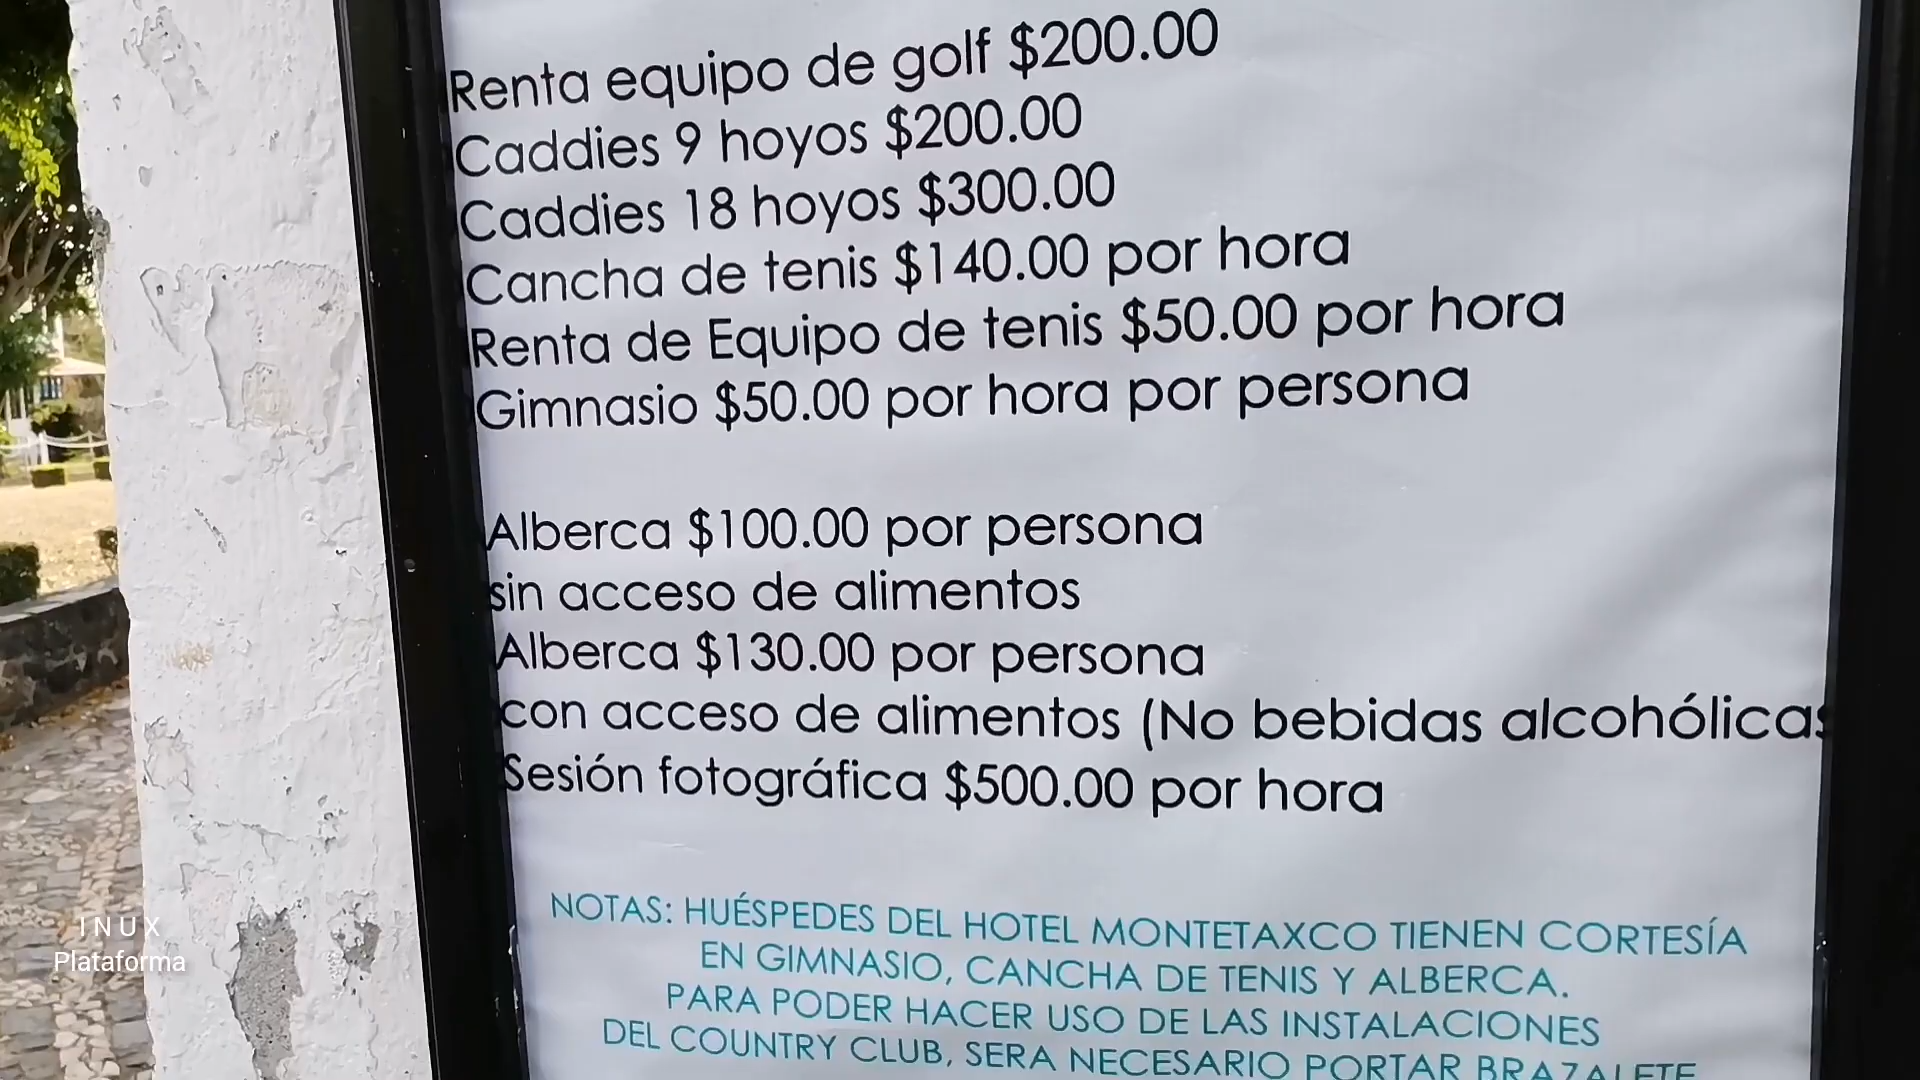 Renta equipo de golf $200.00
Caddies 9 hoyos $200.00
Caddies 18 hoyos $300.00
Cancha de tenis $140.00 por hora
Renta de Equipo de tenis $50.00 por hora
Gimnasio $50.00 por hora por persona
Alberca $100.00 por persona
sin acceso de alimentos
Alberca $130.00 por persona
con acceso de alimentos (No bebidas alcohólicas
Sesión fotográfica $500.00 por hora
NOTAS: HUÉSPEDES DEL HOTEL MONTETAXCO TIENEN CORTESÍA
EN GIMNASIO, CANCHA DE TENIS Y ALBERCA.
PARA PODER HACER USO DE LAS INSTALACIONES
DEL COUNTRY CLUB, SERA NECESARIO PORTAR BRAZALETE
INUX
Plataforma